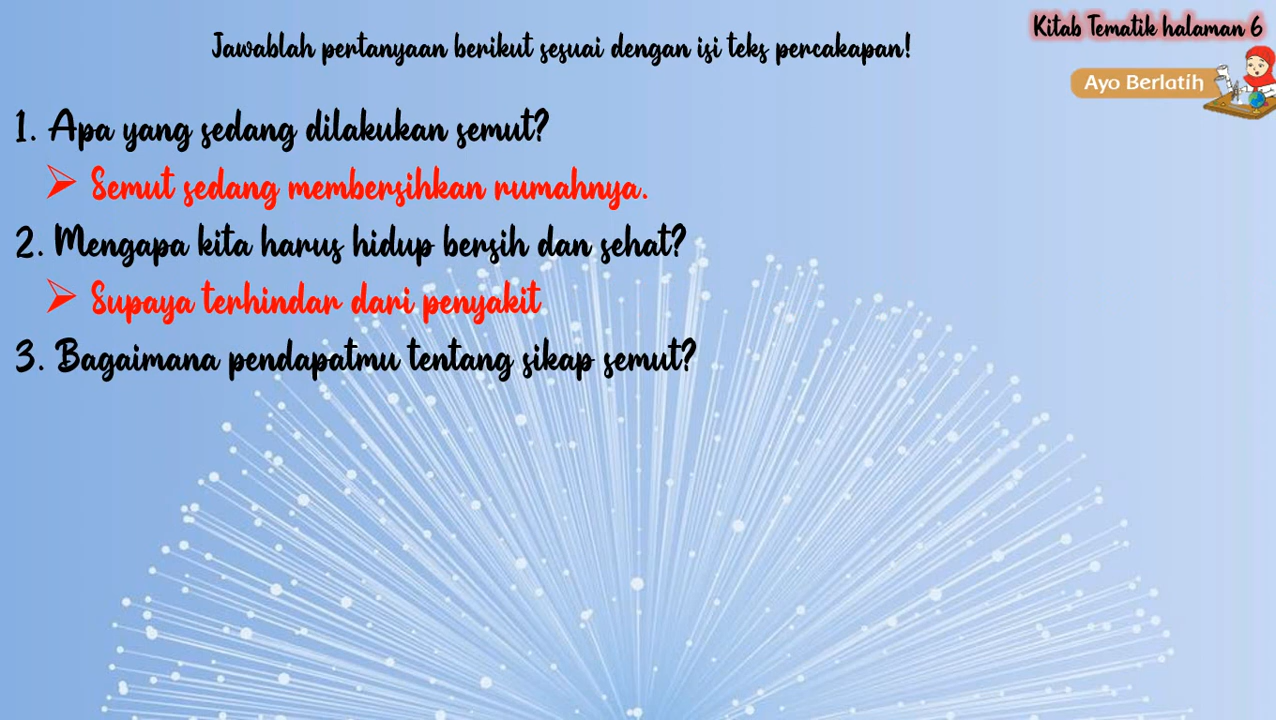 Kitab Tematik halaman 6
Jawablah pertanyaan berikut sesuai dengan isi teks percakapan!
Ayo Berlatih
1. Apa yang sedang dilakukan semut?
Semut sedang membersihkan rumahnya.
2. Mengapa kita harus hidup bersih dan sehat?
Supaya terhindar dari penyakit
3. Bagaimana pendapatmu tentang sikap semut?